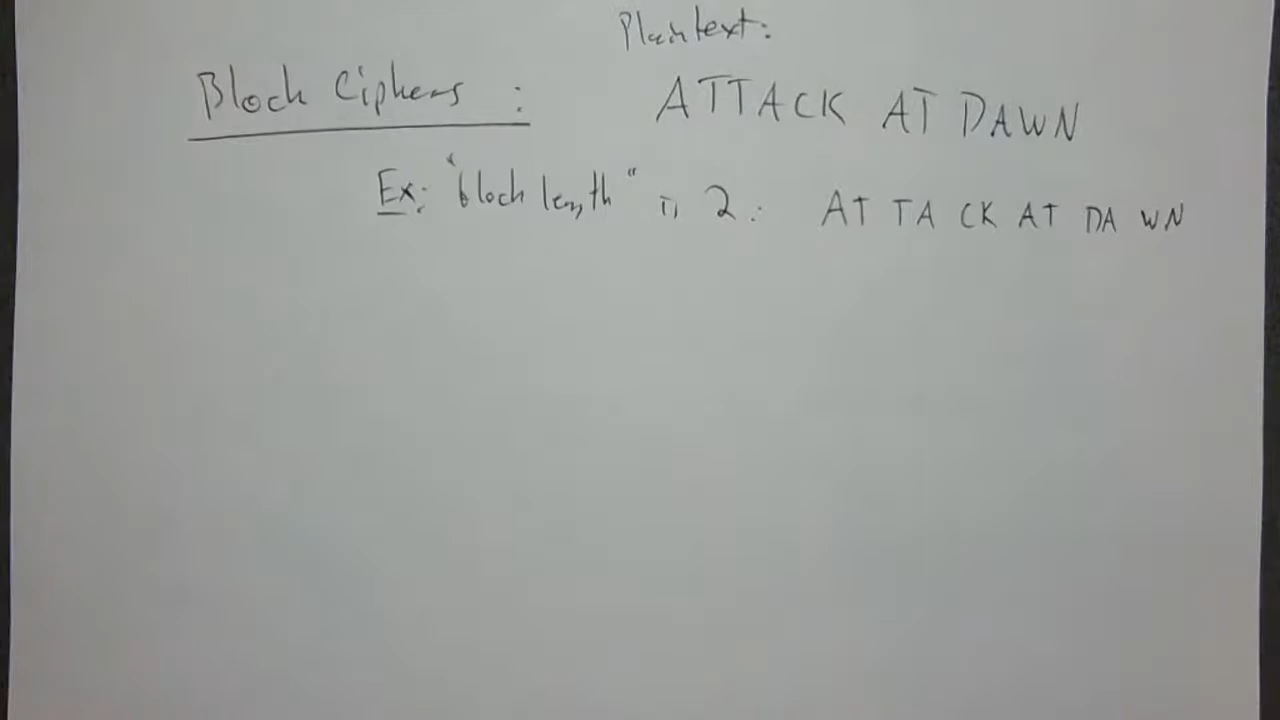 Plaintext:
Block Ciphers : ATTACK AT DAWN
Ex: "block length" is 2: AT TA CK AT DA WN